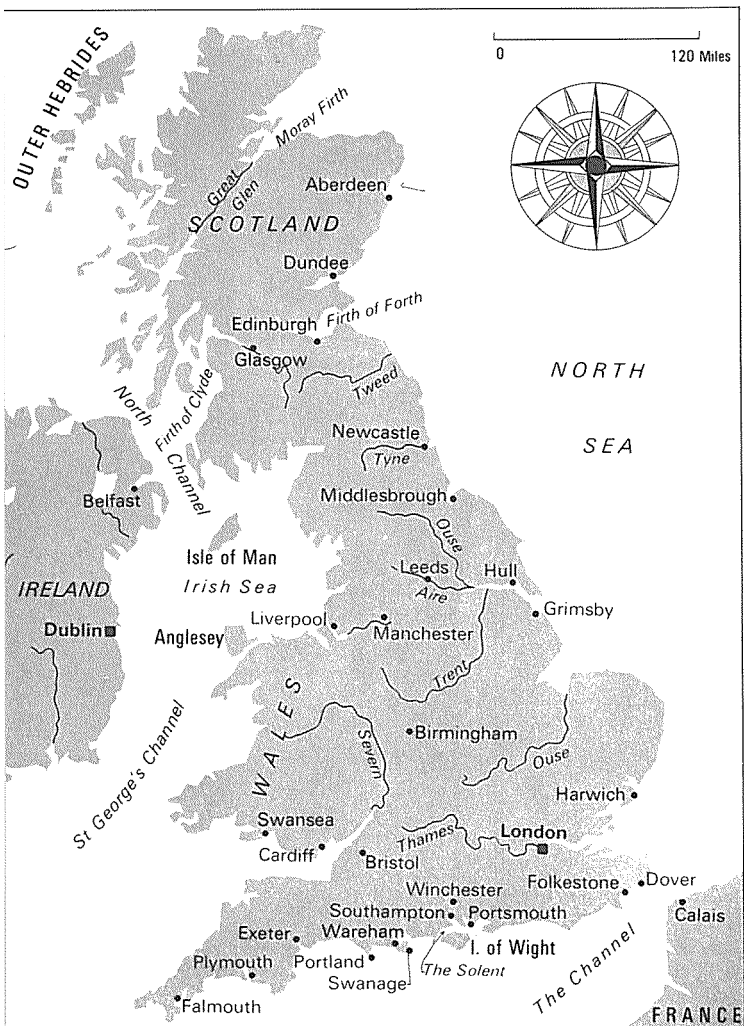 0 120 Miles
OUTER HEBRIDES
Moray Firth
Great
Glen
Aberdeen
SCOTLAND
Dundee
Firth of Forth
Edinburgh
Glasgow
Tweed
NORTH
SEA
North
Channel
Firth of Clyde
Newcastle
Tyne
Belfast
Middlesbrough
Ouse
Isle of Man
Irish Sea
Leeds
Hull
Aire
IRELAND
Grimsby
Dublin
Liverpool
Manchester
Anglesey
Trent
WALES
Severn
Birmingham
Ouse
St George's Channel
Harwich
Swansea
Thames
London
Cardiff
Bristol
Winchester
Folkestone
Dover
Southampton
Portsmouth
Calais
Exeter
Wareham
I. of Wight
Plymouth
Portland
The Solent
Swanage
The Channel
Falmouth
FRANCE